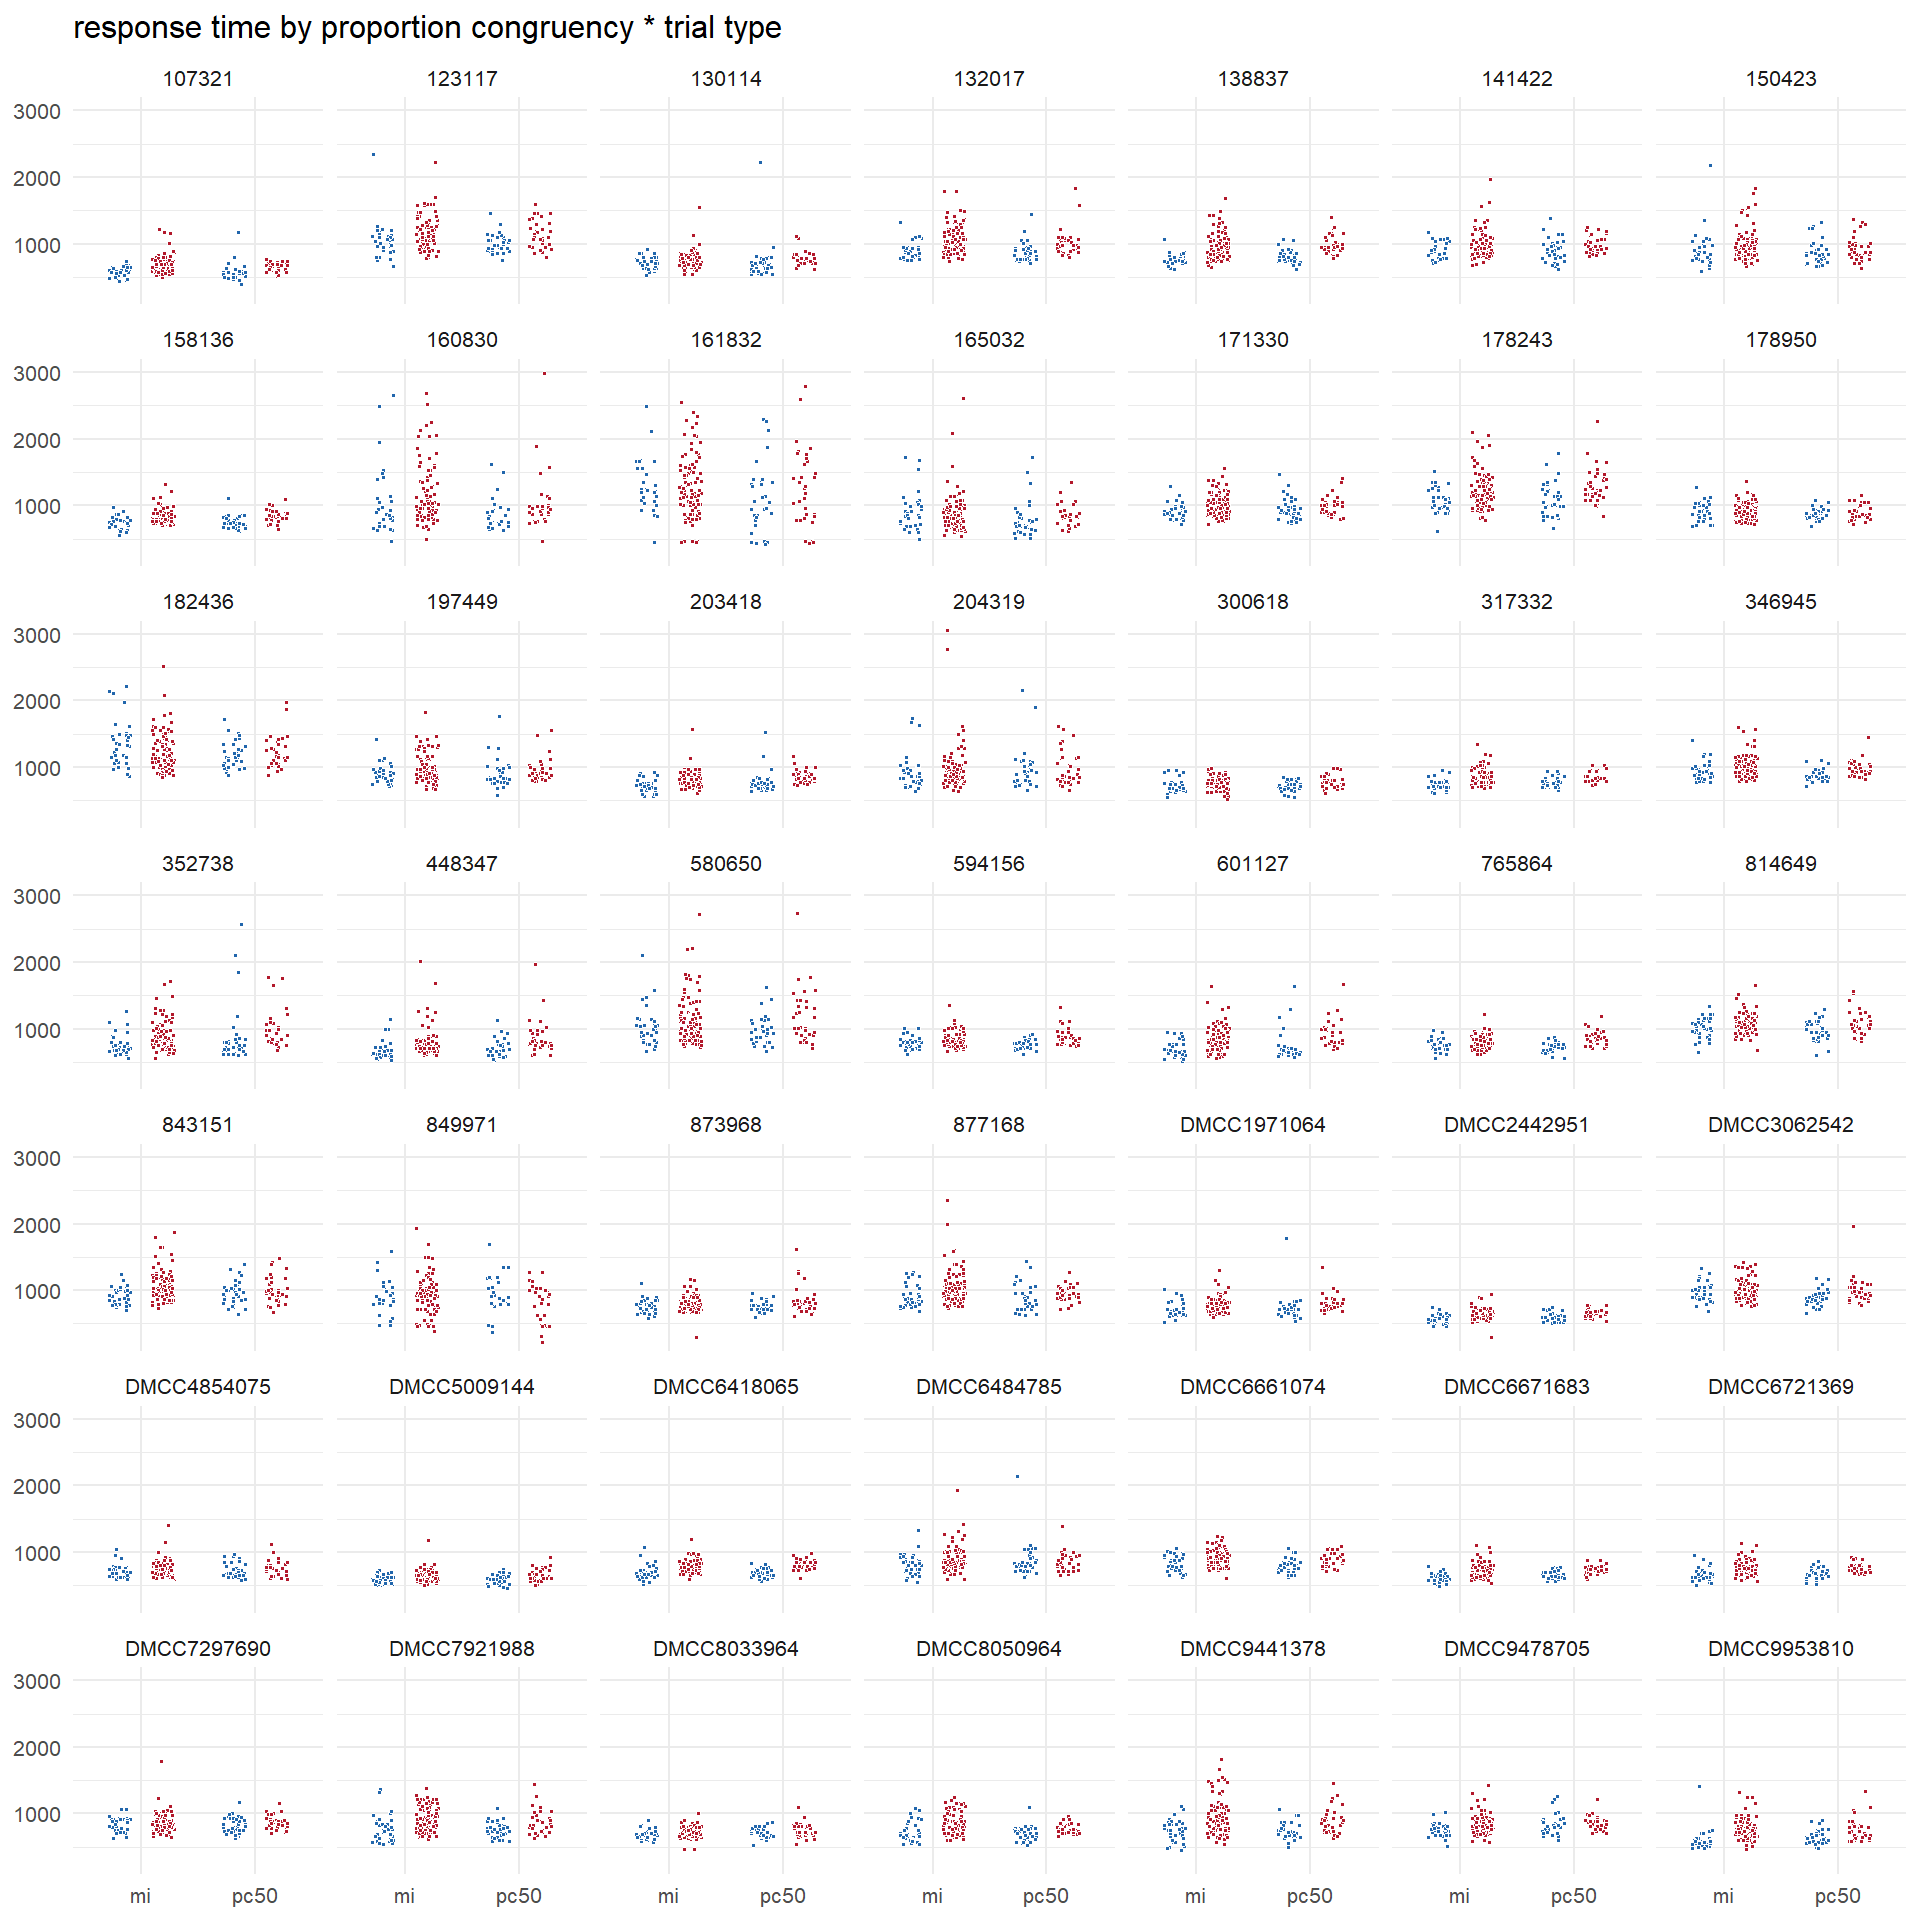 response time by proportion congruency * trial type
107321 123117 130114 132017 138837 141422 150423
3000
2000
1000
158136 160830 161832 165032 171330 178243 178950
3000
2000
1000
182436 197449 203418 204319 300618 317332 346945
3000
2000
1000
352738 448347 580650 594156 601127 765864 814649
3000
2000
1000
843151 849971 873968 877168 DMCC1971064 DMCC2442951 DMCC3062542
3000
2000
1000
DMCC4854075 DMCC5009144 DMCC6418065 DMCC6484785 DMCC6661074 DMCC6671683 DMCC6721369
3000
2000
1000
DMCC7297690 DMCC7921988 DMCC8033964 DMCC8050964 DMCC9441378 DMCC9478705 DMCC9953810
3000
2000
1000
mi pc50 mi pc50 mi pc50 mi pc50 mi pc50 mi pc50 mi pc50